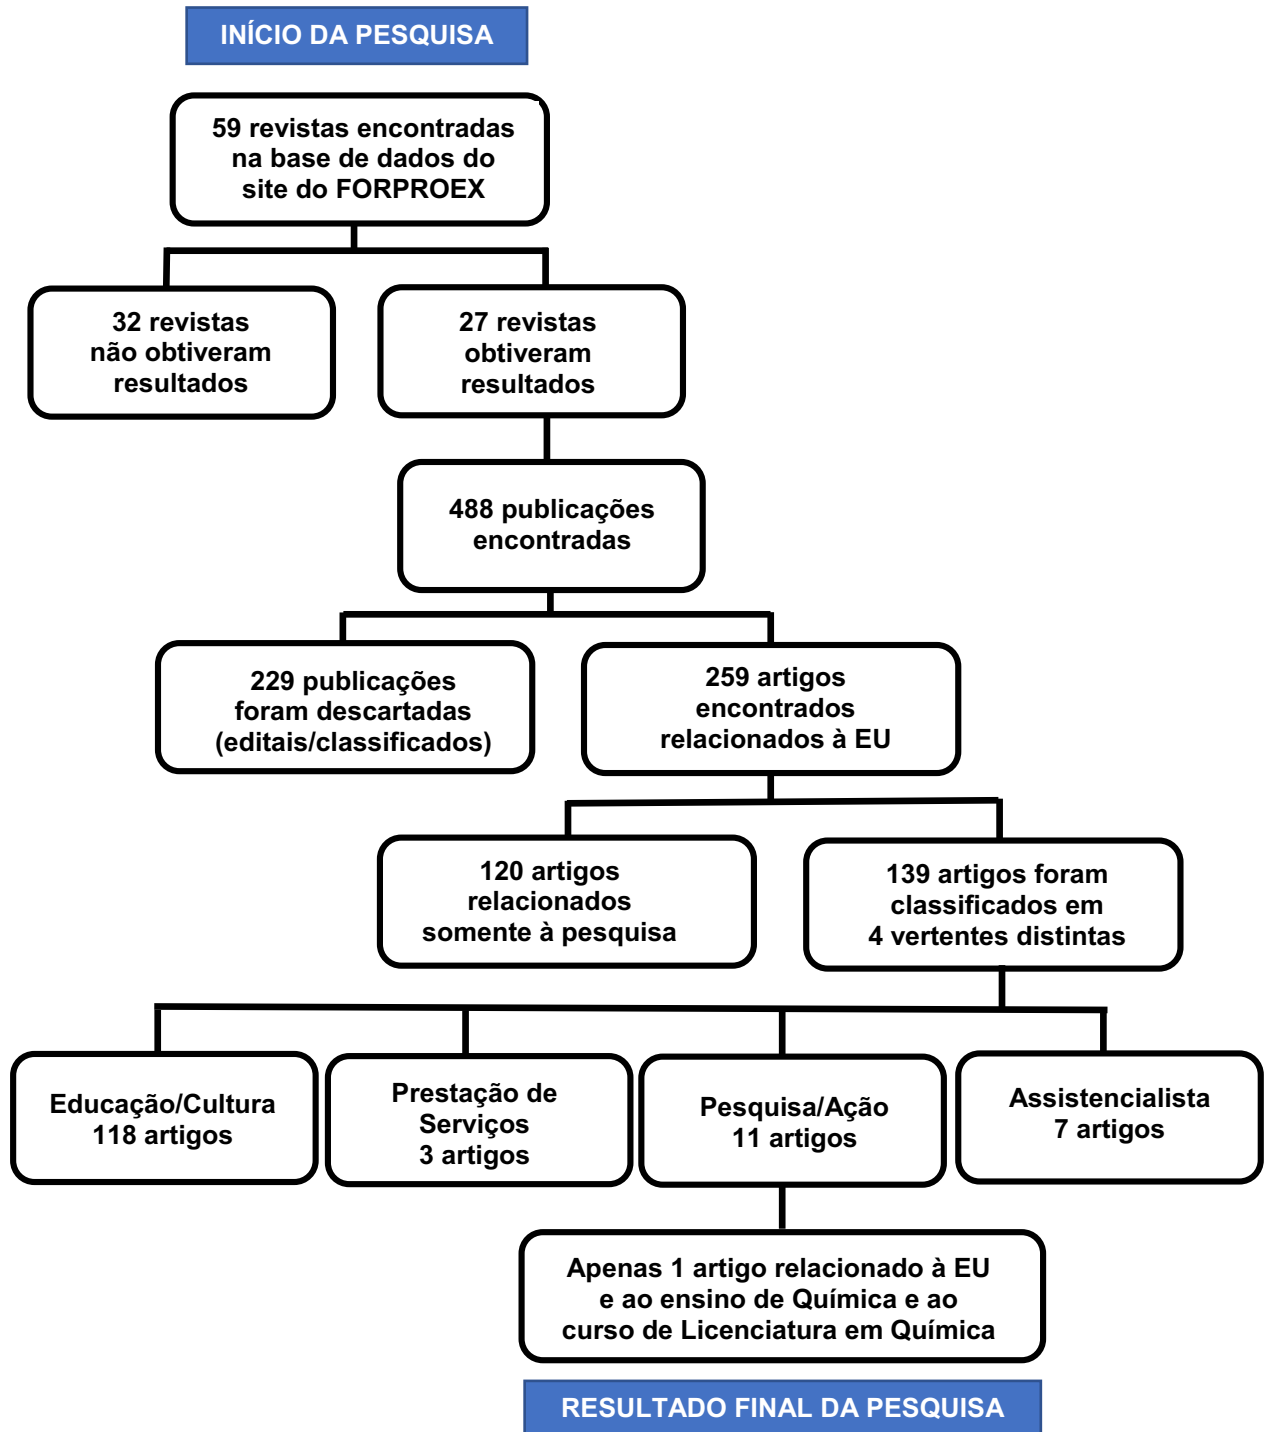 INÍCIO DA PESQUISA
59 revistas encontradas
na base de dados do
site do FORPROEX
32 revistas
não obtiveram
resultados
27 revistas
obtiveram
resultados
488 publicações
encontradas
229 publicações
foram descartadas
(editais/classificados)
259 artigos
encontrados
relacionados à EU
120 artigos
relacionados
somente à pesquisa
139 artigos foram
classificados em
4 vertentes distintas
Educação/Cultura
118 artigos
Prestação de
Serviços
3 artigos
Pesquisa/Ação
11 artigos
Assistencialista
7 artigos
Apenas 1 artigo relacionado à EU
e ao ensino de Química e ao
curso de Licenciatura em Química
RESULTADO FINAL DA PESQUISA